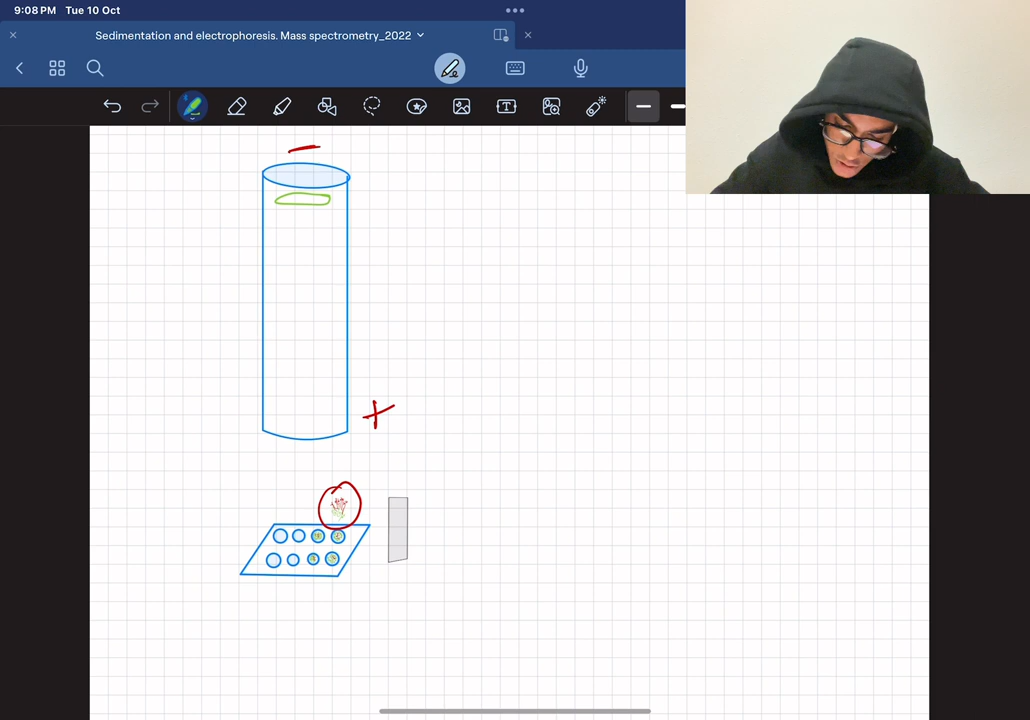 9:08 PM Tue 10 Oct
Sedimentation and electrophoresis. Mass spectrometry_2022
T
−
+